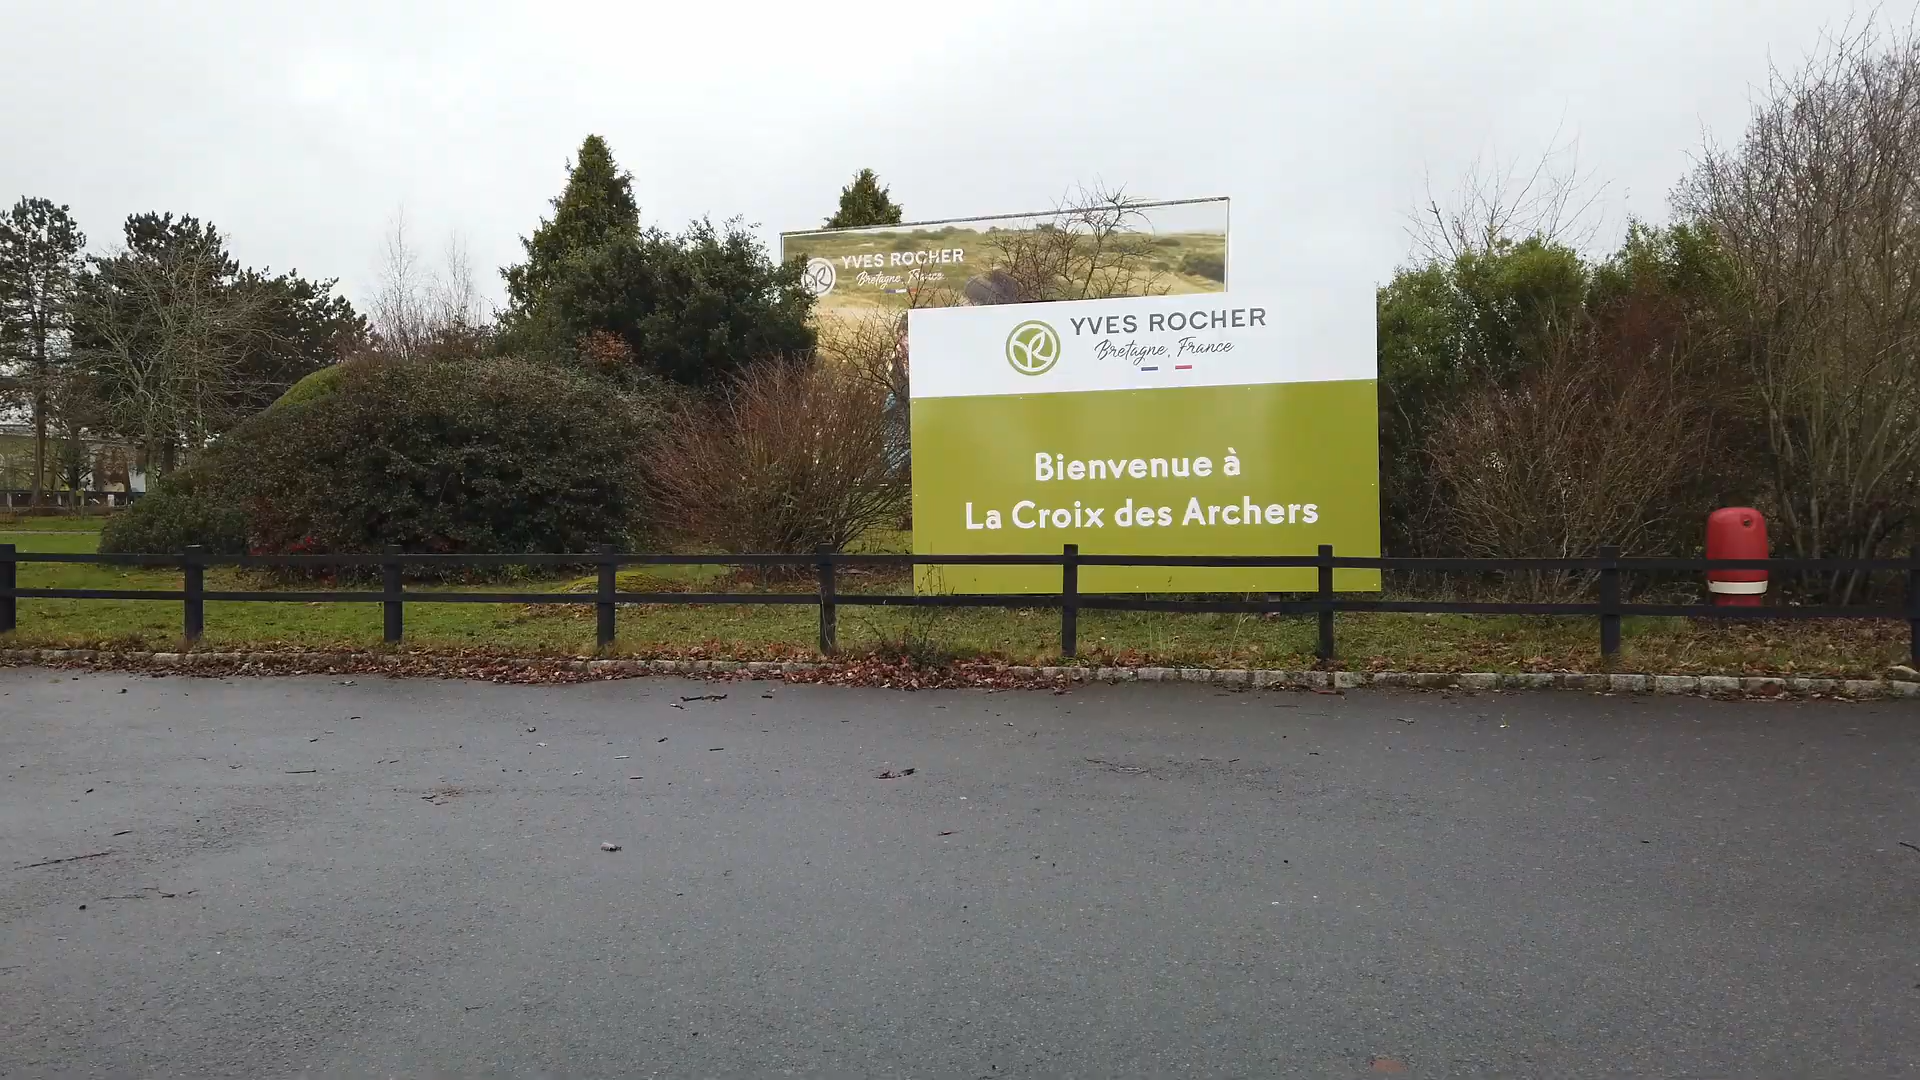 YVES ROCHER
Bretagne, France
YVES ROCHER
Bretagne, France
Bienvenue à
La Croix des Archers